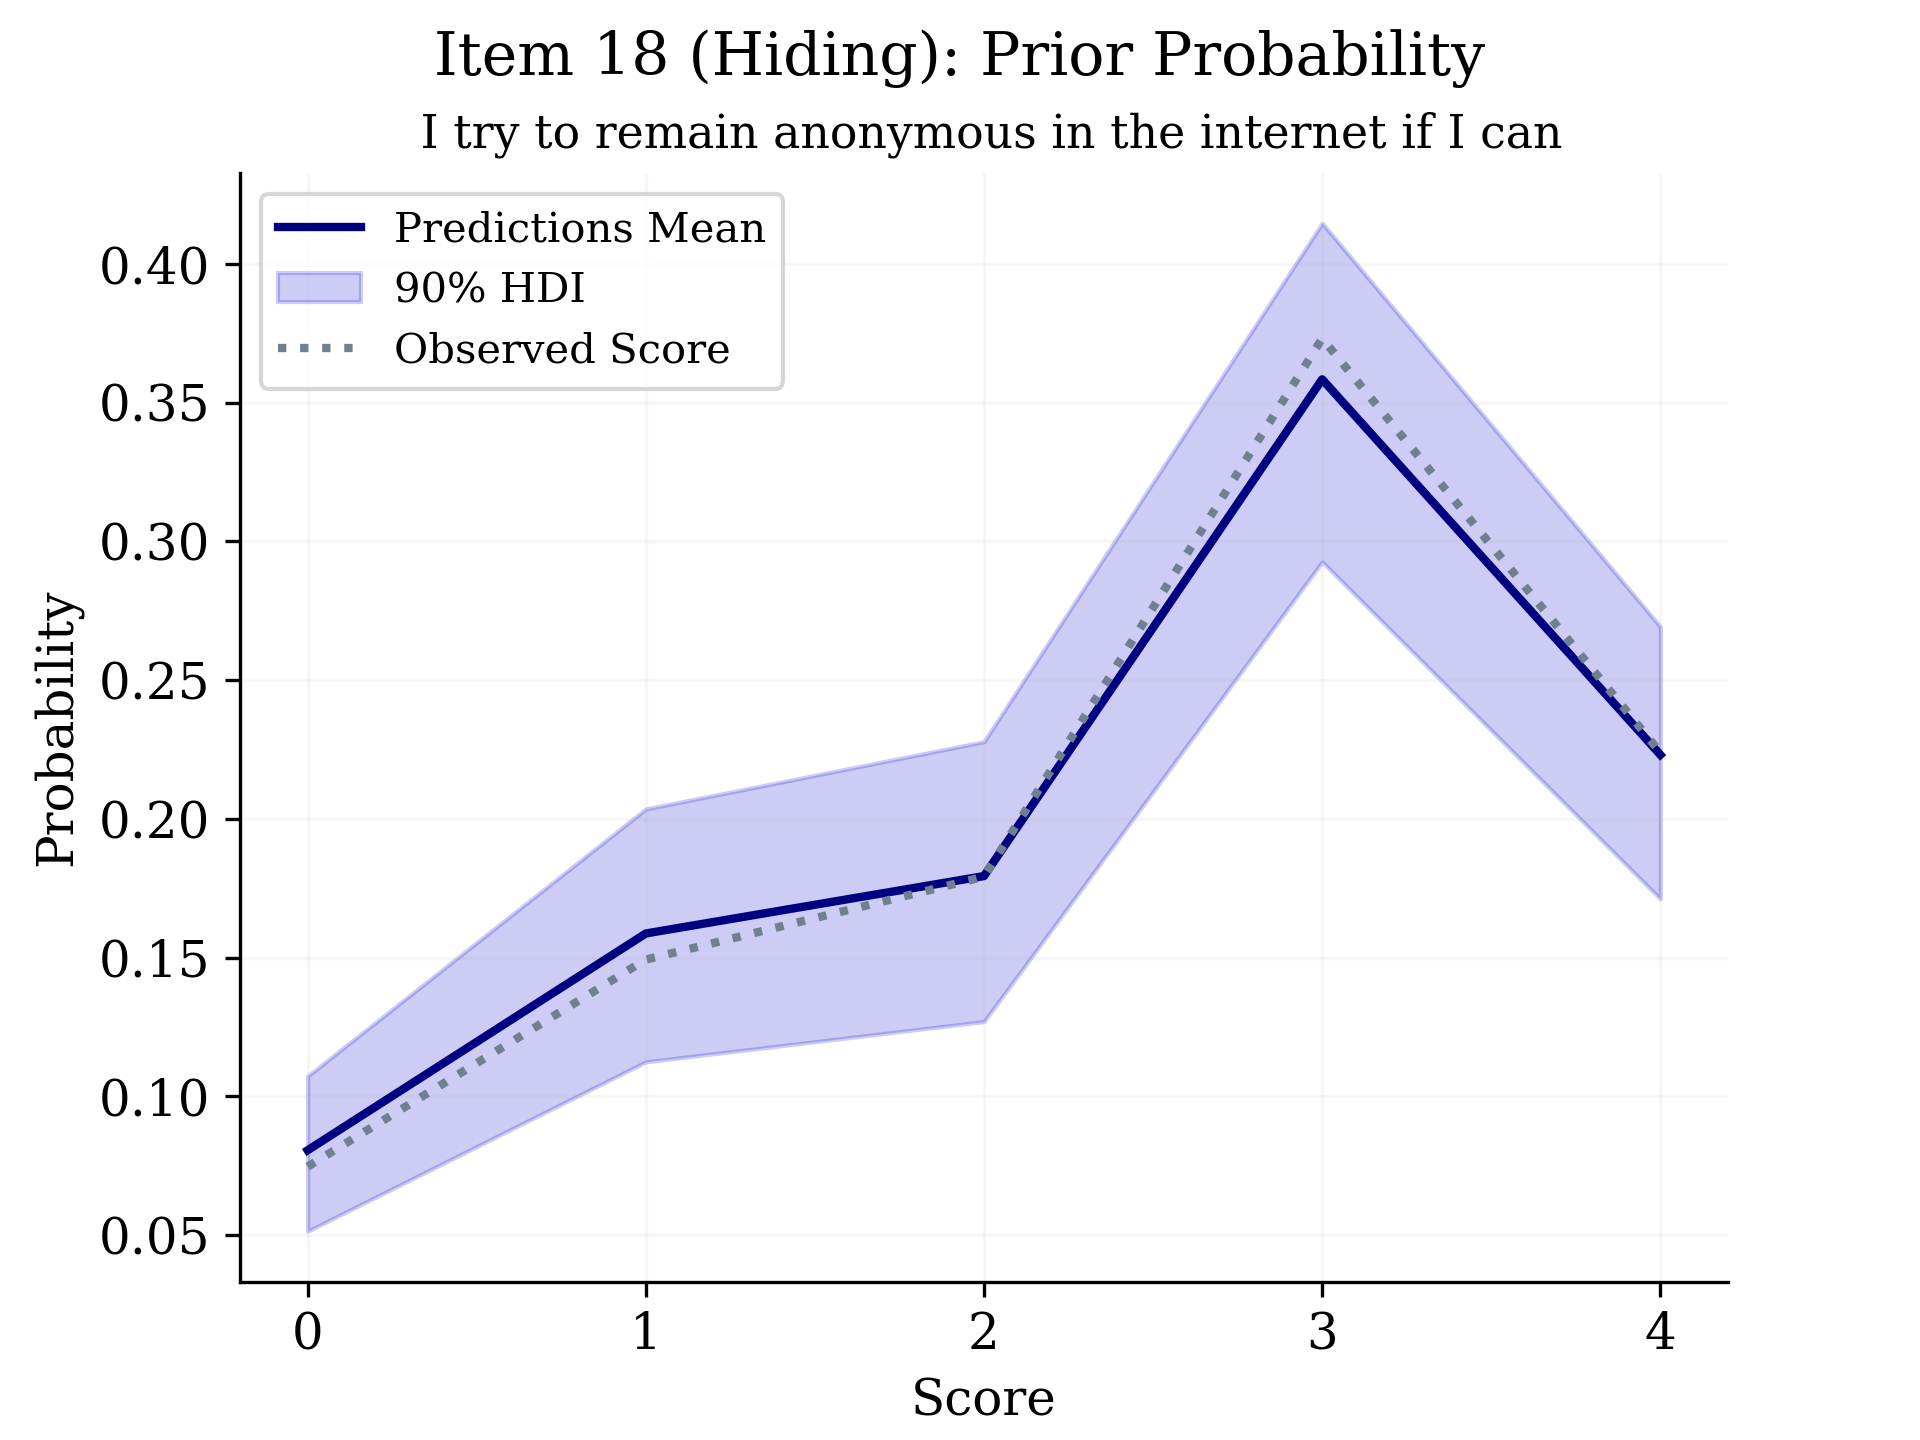 Item 18 (Hiding): Prior Probability
I try to remain anonymous in the internet if I can
Predictions Mean
90% HDI
Observed Score
0.40
0.35
0.30
0.25
0.20
0.15
0.10
0.05
Probability
0 1 2 3 4
Score